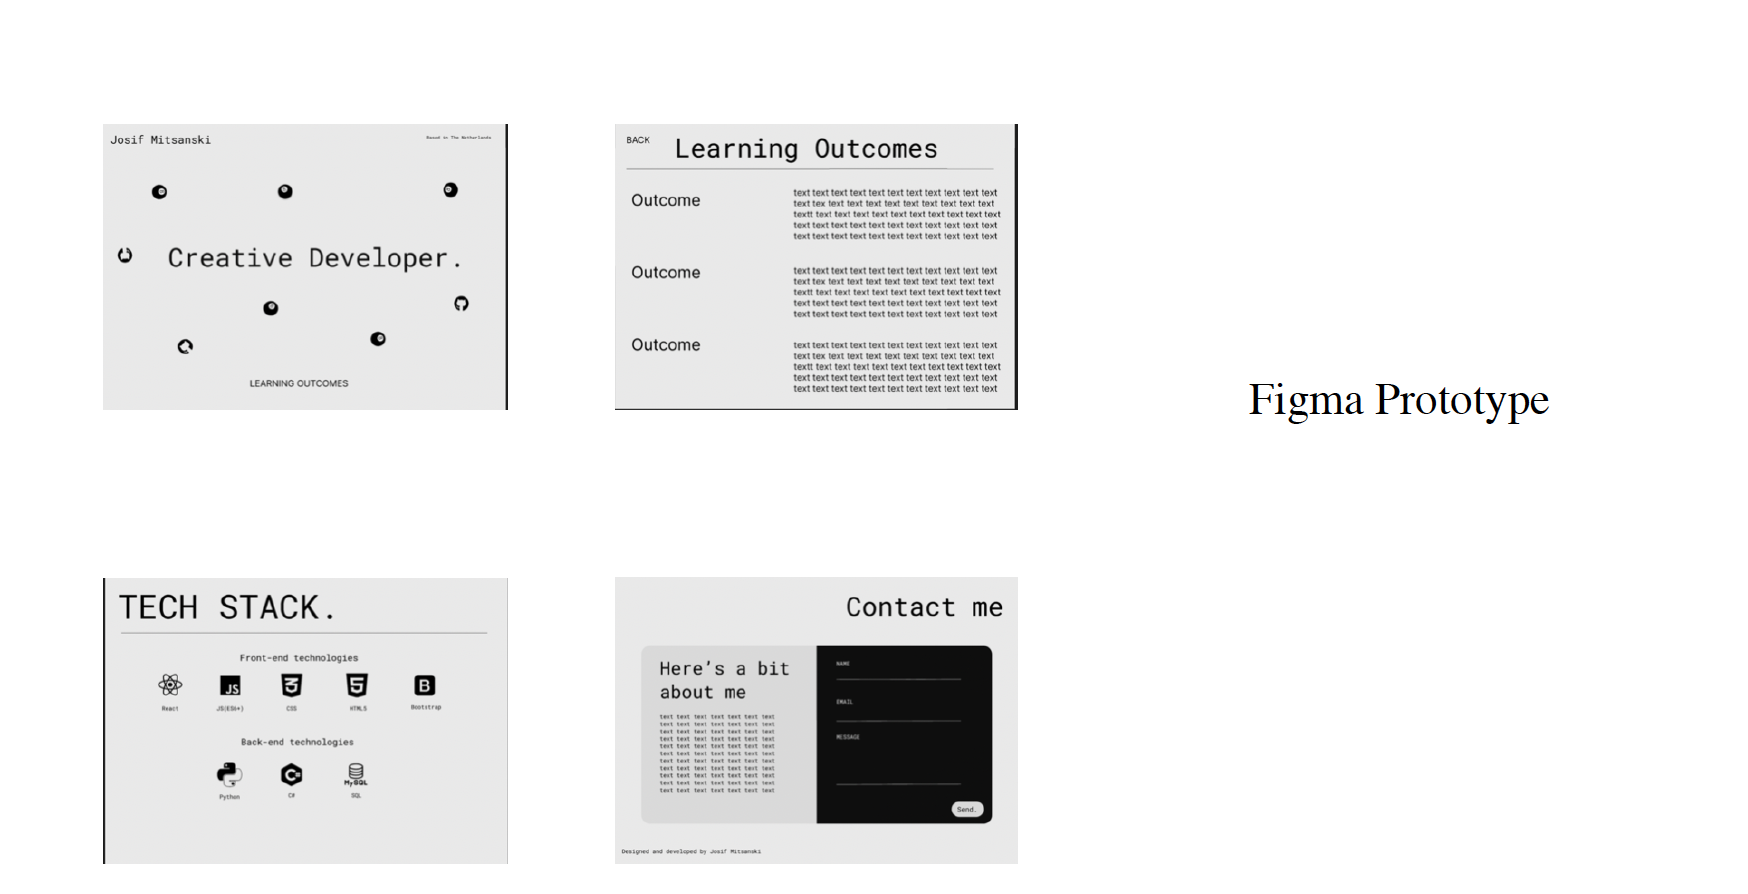 Josif Mitsanski
Based in The Netherlands
Creative Developer.
LEARNING OUTCOMES
BACK
Learning Outcomes
Outcome
text text text text text text text text text text text
text tex text text text text text text text text text
textt text text text text text text text text text text
text text text text text text text text text text text
text text text text text text text text text text text
Outcome
text text text text text text text text text text text
text tex text text text text text text text text text
textt text text text text text text text text text text
text text text text text text text text text text text
text text text text text text text text text text text
Outcome
text text text text text text text text text text text
text tex text text text text text text text text text
textt text text text text text text text text text text
text text text text text text text text text text text
text text text text text text text text text text text
Figma Prototype
TECH STACK.
Front-end technologies
JS
3
5
B
React
JS(ES6+)
CSS
HTML5
Bootstrap
Back-end technologies
C#
MySQL
Python
C#
SQL
Contact me
Here's a bit
about me
text text text text text text text
text text text text text text text
text text text text text text text
text text text text text text text
text text text text text text text
text text text text text text text
text text text text text text text
text text text text text text text
text text text text text text text
text text text text text text text
text text text text text text text
NAME
EMAIL
MESSAGE
Send.
Designed and developed by Josif Mitsanski